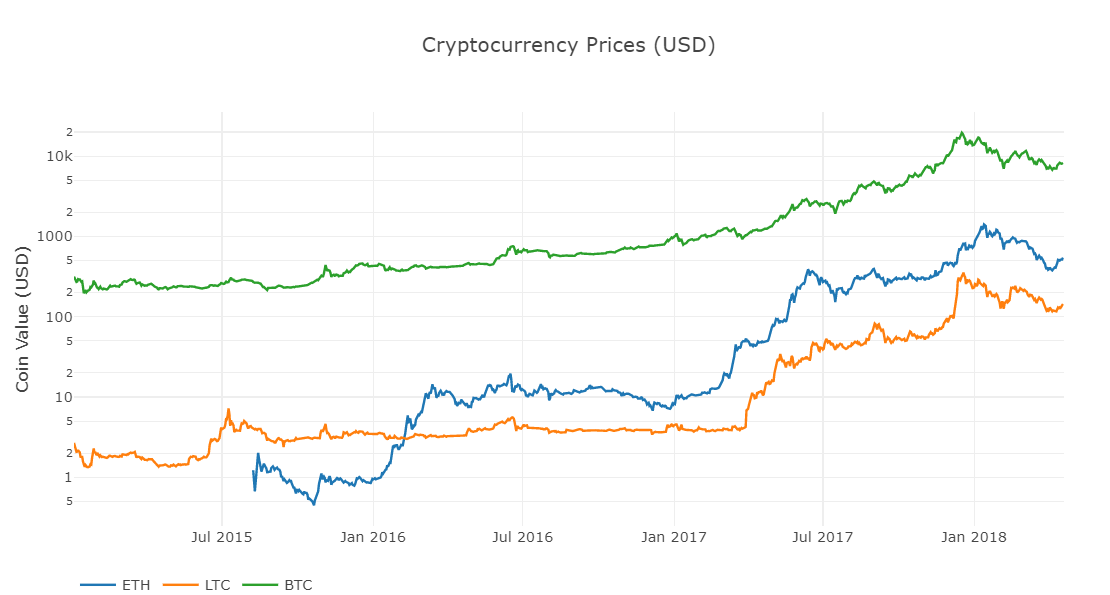 Cryptocurrency Prices (USD)
Coin Value (USD)
2
10k
5
2
1000
5
2
100
5
2
10
5
2
1
5
Jul 2015
Jan 2016
Jul 2016
Jan 2017
Jul 2017
Jan 2018
ETH
LTC
BTC